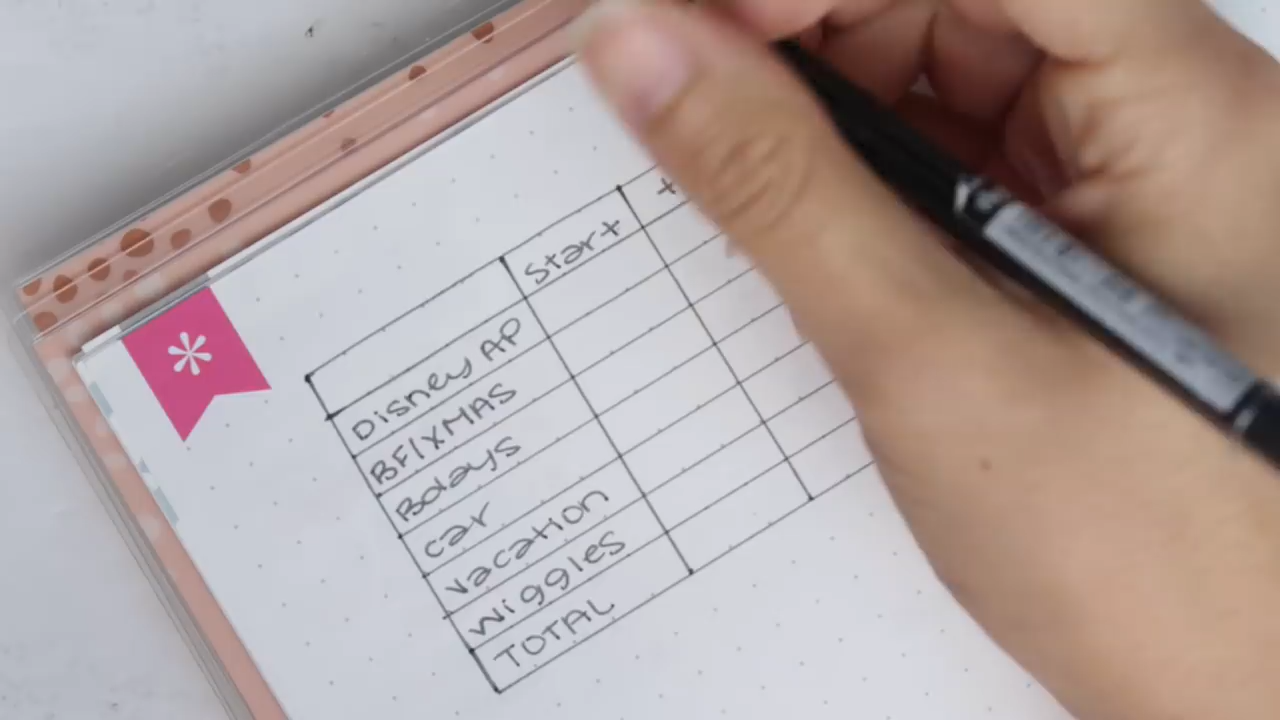 Start +
Disney AP
BF/XMAS
Bdays
car
vacation
wiggles
TOTAL